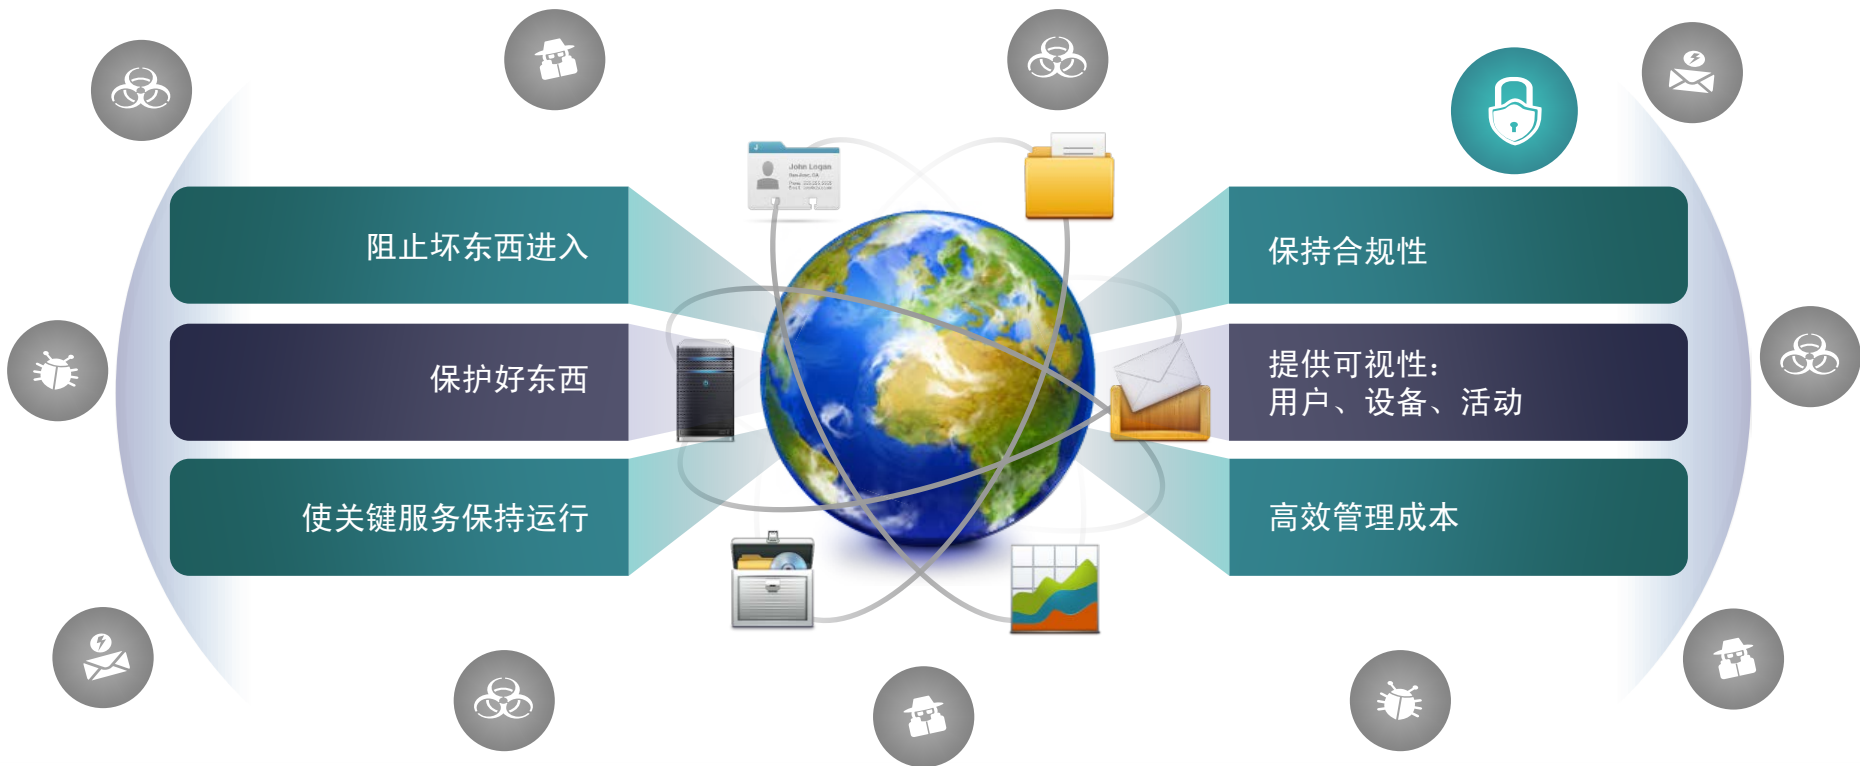 阻止坏东西进入
保护好东西
使关键服务保持运行
J
John Logan
保持合规性
提供可视性：
用户、设备、活动
高效管理成本